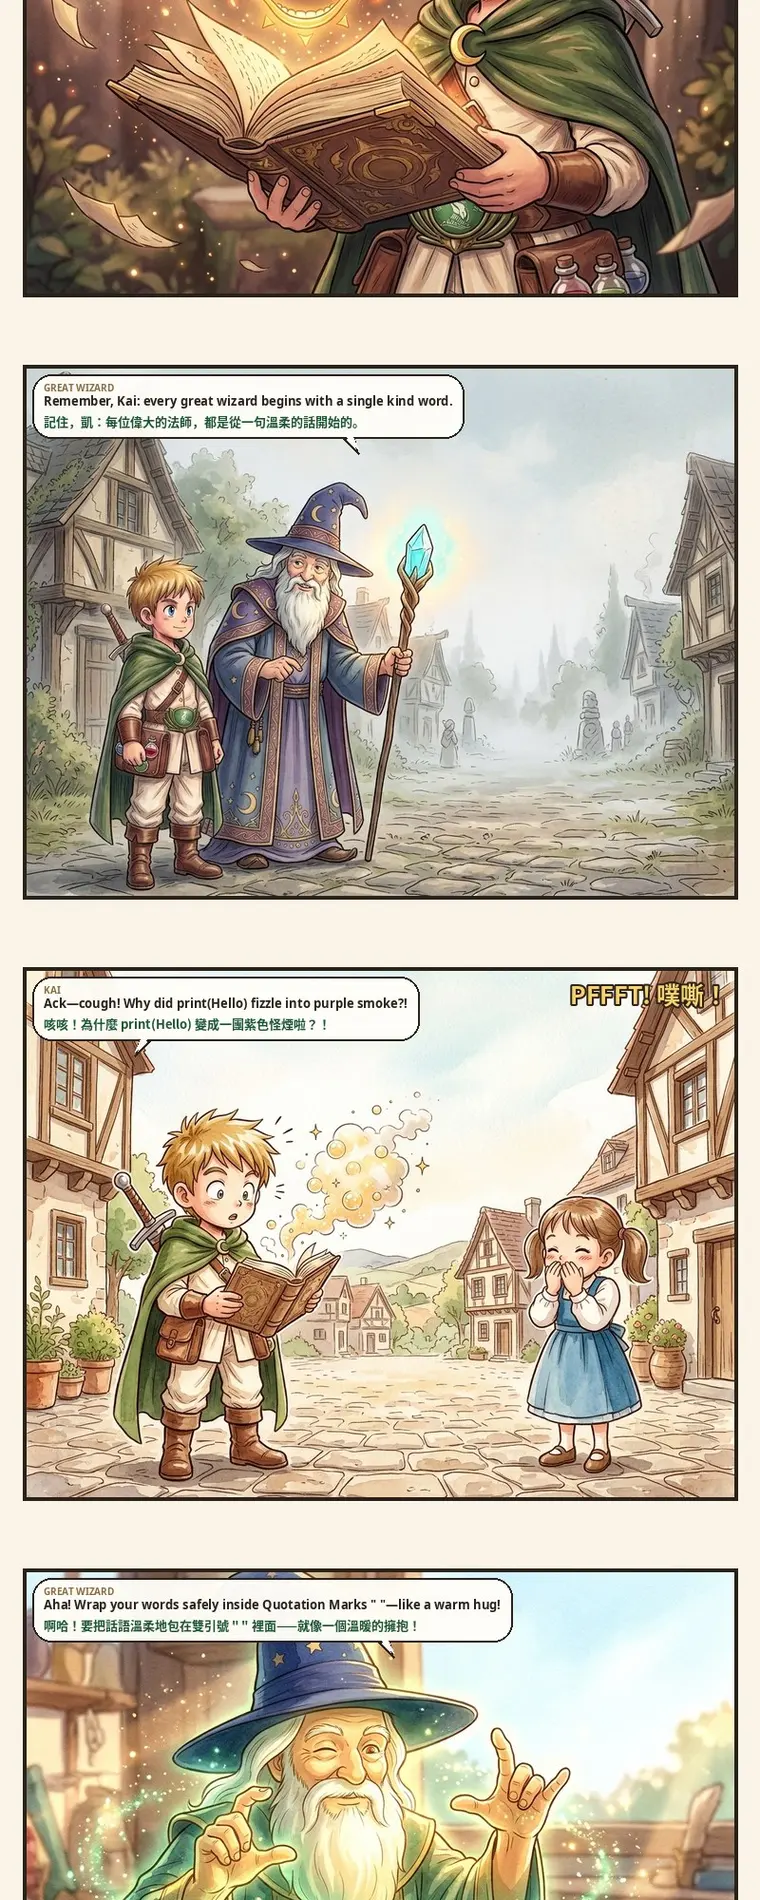 GREAT WIZARD
Remember, Kai: every great wizard begins with a single kind word.
記住，凱：每位偉大的法師，都是從一句溫柔的話開始的。
KAI
Ack—cough! Why did print(Hello) fizzle into purple smoke?!
咳咳！為什麼 print(Hello) 變成一團紫色怪煙啦？！
PFFFT! 噗嘶！
GREAT WIZARD
Aha! Wrap your words safely inside Quotation Marks " "—like a warm hug!
啊哈！要把話語溫柔地包在雙引號 " " 裡面——就像一個溫暖的擁抱！